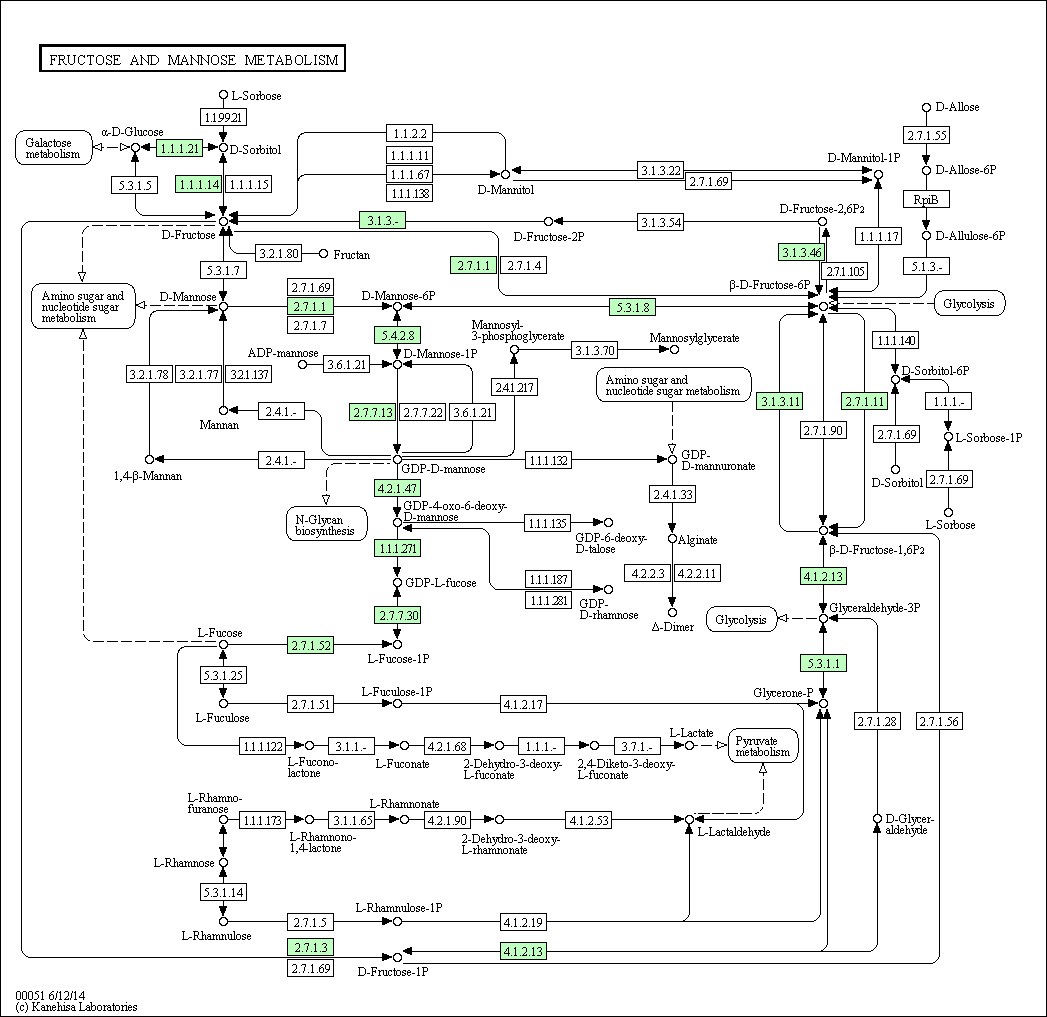 FRUCTOSE AND MANNOSE METABOLISM
L-Sorbose
1.1.99.21
α-D-Glucose
Galactose
metabolism
1.1.1.21
D-Sorbitol
5.3.1.5
1.1.1.14
1.1.1.15
1.1.2.2
1.1.1.11
1.1.1.67
1.1.1.138
D-Mannitol
3.1.3.22
2.7.1.69
D-Mannitol-1P
D-Allose
2.7.1.55
D-Allose-6P
RpiB
D-Allulose-6P
5.1.3.-
1.1.1.17
D-Fructose
3.1.3.-
D-Fructose-2P
3.1.3.54
D-Fructose-2,6P2
3.2.1.80
Fructan
2.7.1.1
2.7.1.4
3.1.3.46
2.7.1.105
β-D-Fructose-6P
Glycolysis
5.3.1.7
Amino sugar and
nucleotide sugar
metabolism
D-Mannose
2.7.1.69
2.7.1.1
2.7.1.7
D-Mannose-6P
5.3.1.8
5.4.2.8
Mannosyl-
3-phosphoglycerate
3.1.3.70
Mannosylglycerate
1.1.1.140
D-Sorbitol-6P
ADP-mannose
3.6.1.21
D-Mannose-1P
3.2.1.78
3.2.1.77
3.2.1.137
2.4.1.217
Amino sugar and
nucleotide sugar metabolism
3.1.3.11
2.7.1.11
1.1.1.-
Mannan
2.4.1.-
2.7.7.13
2.7.7.22
3.6.1.21
2.7.1.90
2.7.1.69
L-Sorbose-1P
1,4-β-Mannan
2.4.1.-
GDP-D-mannose
1.1.1.132
GDP-
D-mannuronate
D-Sorbitol
2.7.1.69
4.2.1.47
2.4.1.33
N-Glycan
biosynthesis
GDP-4-oxo-6-deoxy-
D-mannose
1.1.1.135
GDP-6-deoxy-
D-talose
Alginate
L-Sorbose
1.1.1.271
β-D-Fructose-1,6P2
GDP-L-fucose
1.1.1.187
1.1.1.281
GDP-
D-rhamnose
4.2.2.3
4.2.2.11
4.1.2.13
2.7.7.30
Δ-Dimer
Glycolysis
Glyceraldehyde-3P
L-Fucose
2.7.1.52
L-Fucose-1P
5.3.1.25
5.3.1.1
L-Fuculose
2.7.1.51
L-Fuculose-1P
4.1.2.17
Glycerone-P
2.7.1.28
2.7.1.56
1.1.1.122
L-Fucono-
lactone
3.1.1.-
L-Fuconate
4.2.1.68
2-Dehydro-3-deoxy-
L-fuconate
1.1.1.-
2,4-Diketo-3-deoxy-
L-fuconate
3.7.1.-
L-Lactate
Pyruvate
metabolism
L-Rhamno-
furanose
1.1.1.173
L-Rhamnono-
1,4-lactone
3.1.1.65
L-Rhamnonate
4.2.1.90
2-Dehydro-3-deoxy-
L-rhamnonate
4.1.2.53
L-Lactaldehyde
D-Glycer-
aldehyde
L-Rhamnose
5.3.1.14
L-Rhamnulose
2.7.1.5
L-Rhamnulose-1P
4.1.2.19
2.7.1.3
2.7.1.69
D-Fructose-1P
4.1.2.13
00051 6/12/14
(c) Kanehisa Laboratories